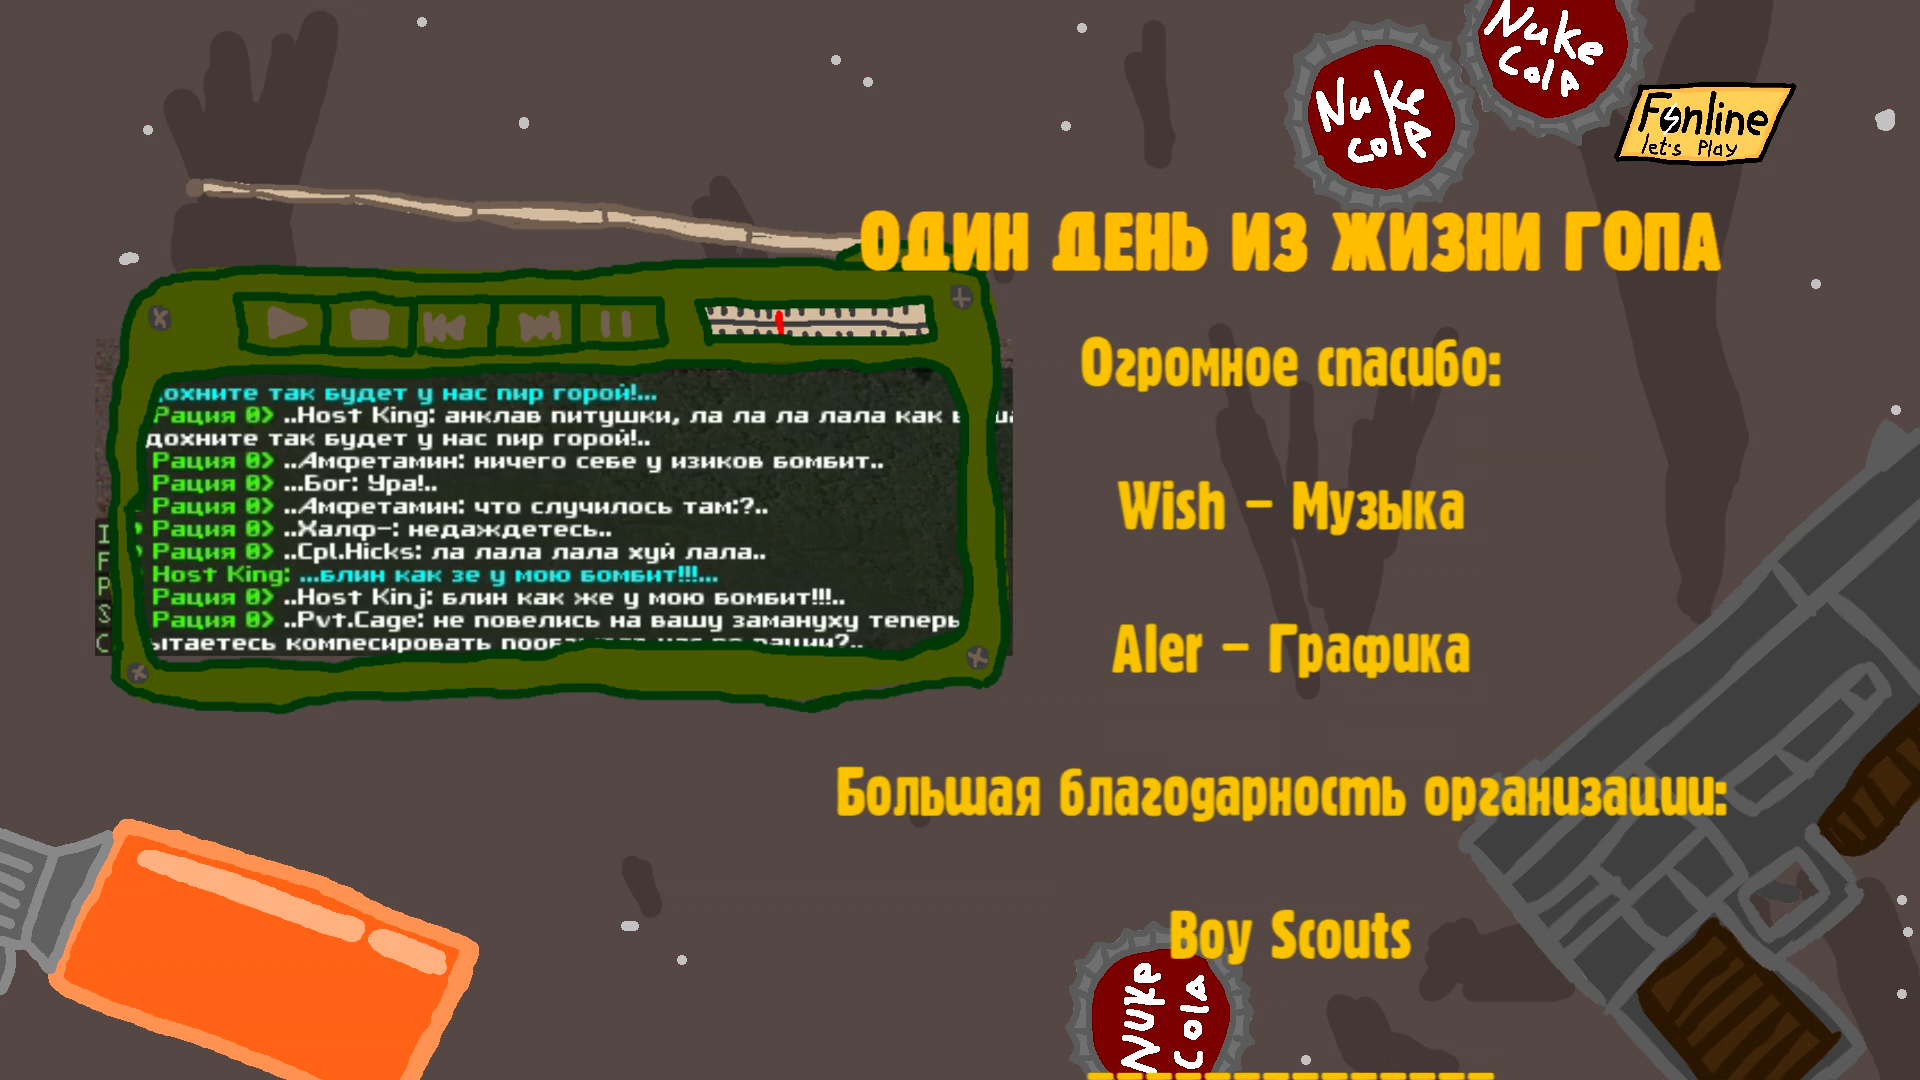 Nuke
Cola
Nuke
Cola
Fonline
let's Play
ОДИН ДЕНЬ ИЗ ЖИЗНИ ГОПА
Огромное спасибо:
Wish – Музыка
Aler – Графика
Большая благодарность организации:
Boy Scouts
охните так будет у нас пир горой!...
Рация 0> ..Host King: анклав питушки, ла ла ла лала как
дохните так будет у нас пир горой!..
Рация 0> ..Амфетамин: ничего себе у изиков бомбит..
Рация 0> ...Бог: Ура!..
Рация 0> ..Амфетамин: что случилось там:?..
Рация 0> ..Халф-: недаждетесь..
Рация 0> ..Cpl.Hicks: ла лала лала хуй лала..
Host King: ...блин как зе у мою бомбит!!!...
Рация 0> ..Host Kinj: блин как же у мою бомбит!!!..
Рация 0> ..Pvt.Cage: не повелись на вашу замануху теперь
ытаетесь компесировать
I
F
P
S
C
NUKE
Cola